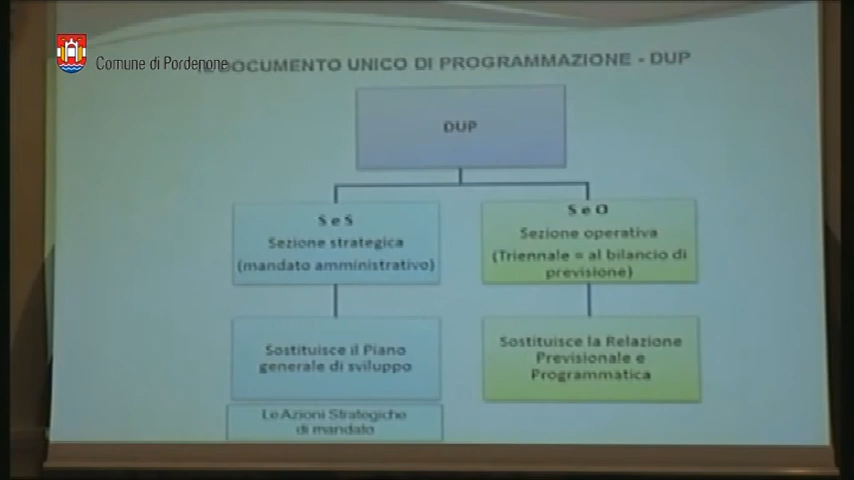 Comune di Pordenone
IL DOCUMENTO UNICO DI PROGRAMMAZIONE - DUP
DUP
S e S
Sezione strategica
(mandato amministrativo)
S e O
Sezione operativa
(Triennale = al bilancio di
previsione)
Sostituisce il Piano
generale di sviluppo
Sostituisce la Relazione
Previsionale e
Programmatica
Le Azioni Strategiche
di mandato